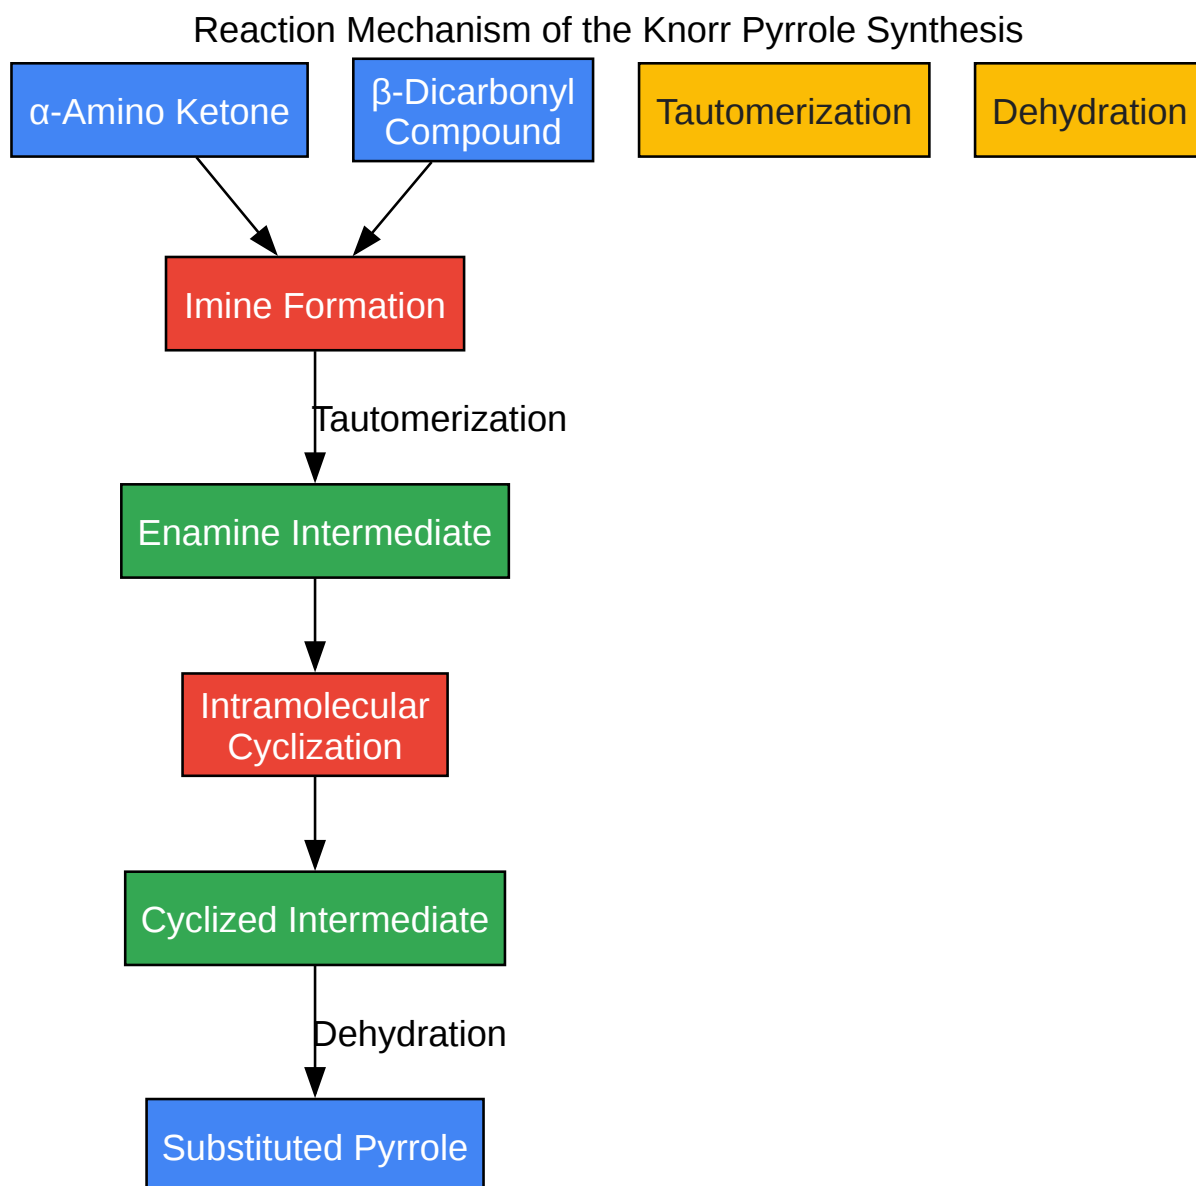 Reaction Mechanism of the Knorr Pyrrole Synthesis
α-Amino Ketone
β-Dicarbonyl
Compound
Tautomerization
Dehydration
Imine Formation
Tautomerization
Enamine Intermediate
Intramolecular
Cyclization
Cyclized Intermediate
Dehydration
Substituted Pyrrole